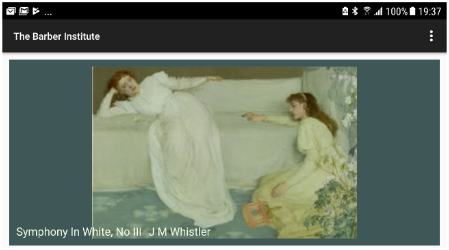 ... 100% 19:37
The Barber Institute
Symphony In White, No III J M Whistler